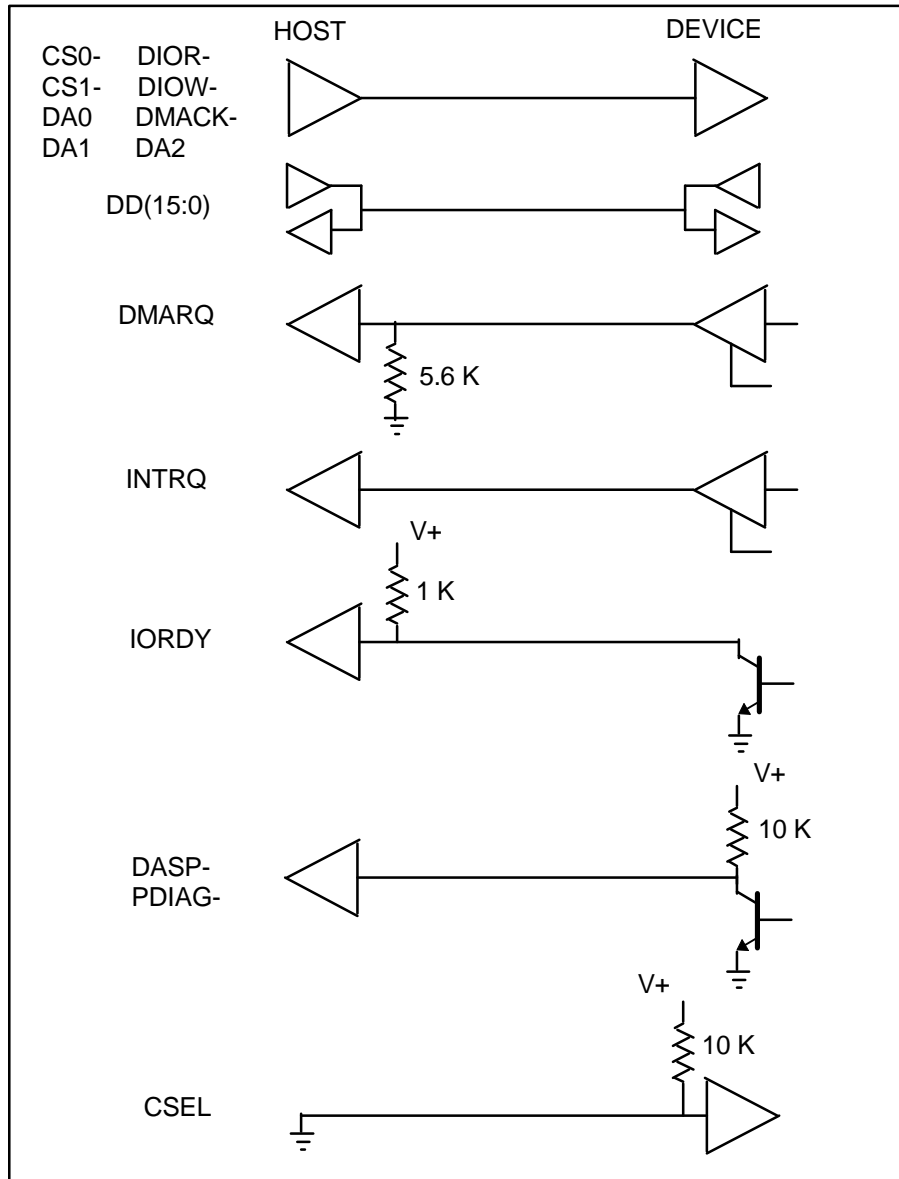 HOST DEVICE
CS0- DIOR-
CS1- DIOW-
DA0 DMACK-
DA1 DA2
DD(15:0)
DMARQ
5.6 K
INTRQ
V+
1 K
IORDY
V+
10 K
DASP-
PDIAG-
V+
10 K
CSEL